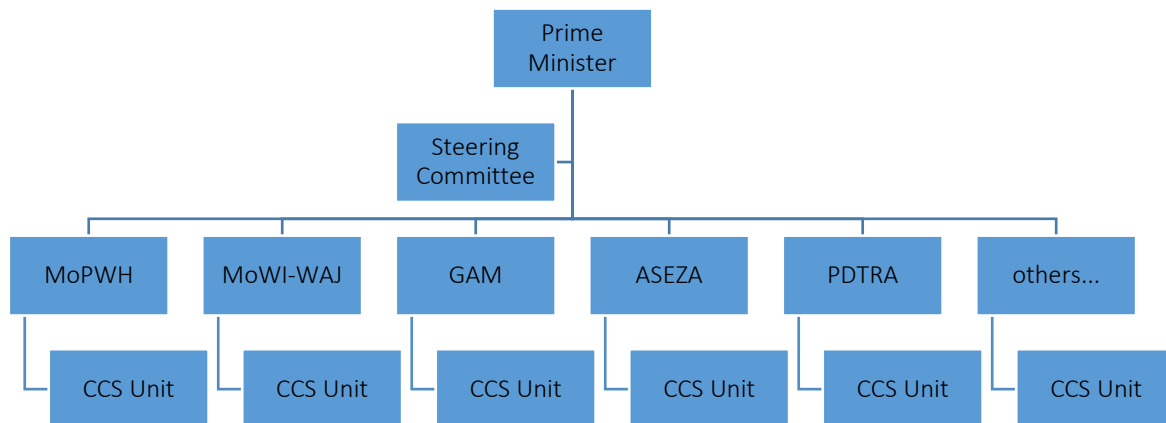 Prime
Minister
Steering
Committee
MoPWH
MoWI-WAJ
GAM
ASEZA
PDTRA
others...
CCS Unit
CCS Unit
CCS Unit
CCS Unit
CCS Unit
CCS Unit